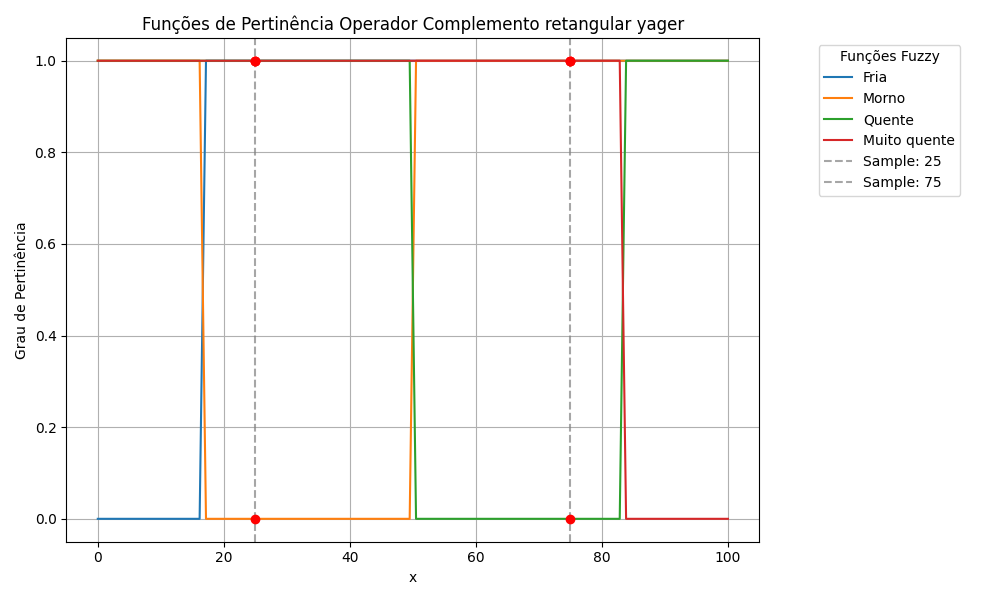 Funções de Pertinência Operador Complemento retangular yager
Grau de Pertinência
1.0
0.8
0.6
0.4
0.2
0.0
0
20
40
60
80
100
x
Funções Fuzzy
Fria
Morno
Quente
Muito quente
Sample: 25
Sample: 75